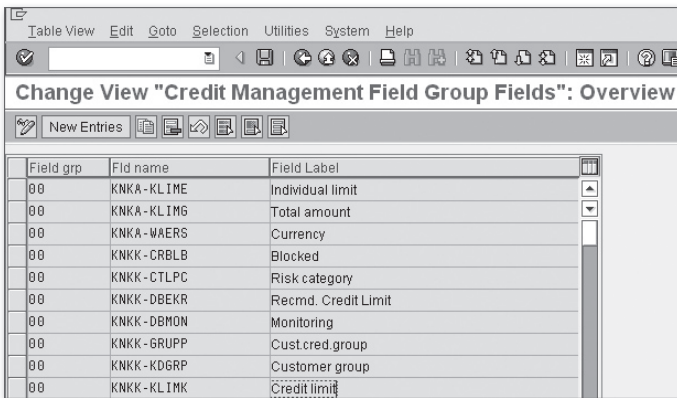 Table View Edit Goto Selection Utilities System Help
Change View "Credit Management Field Group Fields": Overview
New Entries
Field grp Fld name Field Label
00 KNKA-KLIME Individual limit
00 KNKA-KLIMG Total amount
00 KNKA-WAERS Currency
00 KNKK-CRBLB Blocked
00 KNKK-CTLPC Risk category
00 KNKK-DBEKR Recmd. Credit Limit
00 KNKK-DBMON Monitoring
00 KNKK-GRUPP Cust.cred.group
00 KNKK-KDGRP Customer group
00 KNKK-KLIMK Credit limit